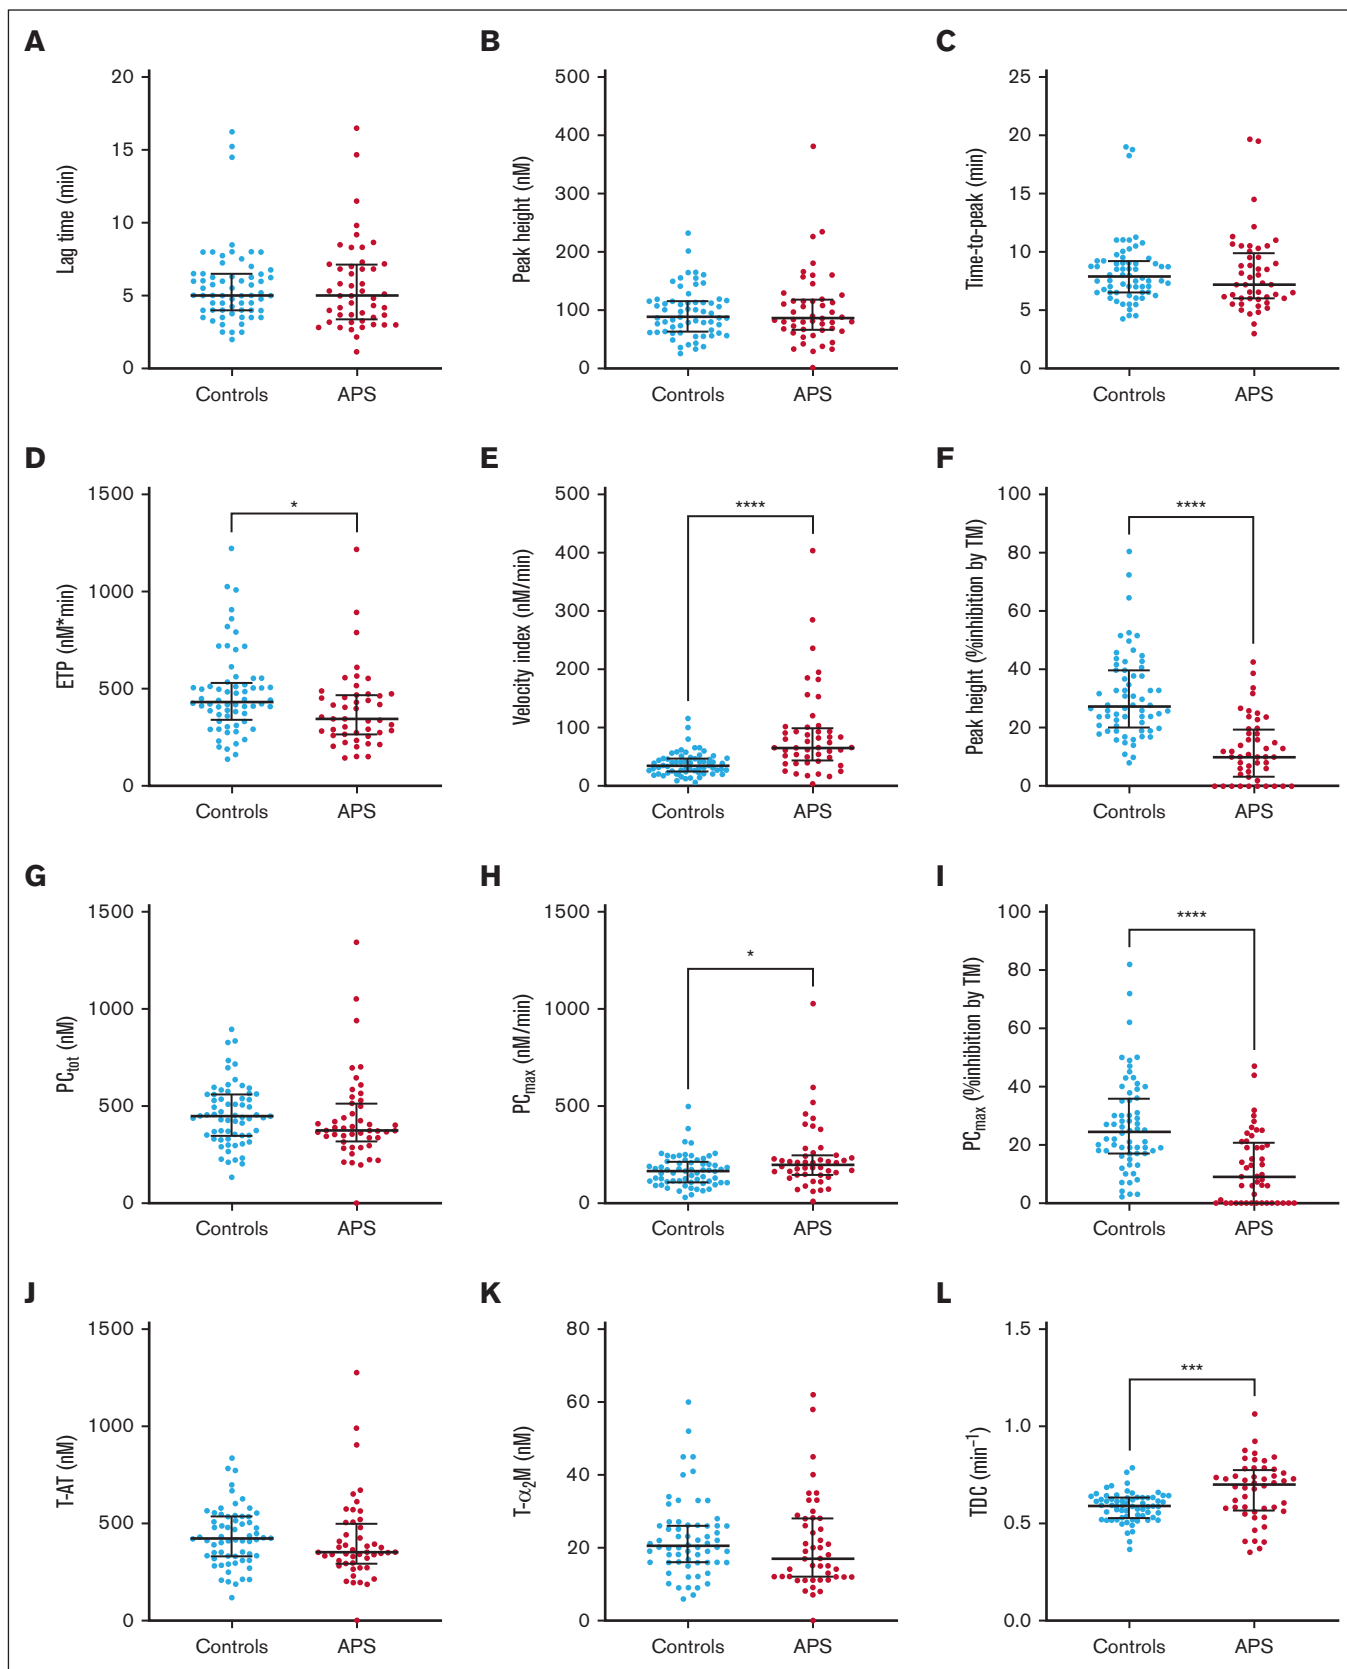 A
Lag time (min)
20
15
10
5
0
Controls
APS
B
Peak height (nM)
500
400
300
200
100
0
Controls
APS
C
Time-to-peak (min)
25
20
15
10
5
0
Controls
APS
D
ETP (nM*min)
1500
1000
500
0
*
Controls
APS
E
Velocity index (nM/min)
500
400
300
200
100
0
****
Controls
APS
F
Peak height (%inhibition by TM)
100
80
60
40
20
0
****
Controls
APS
G
PCtot (nM)
1500
1000
500
0
Controls
APS
H
PCmax (nM/min)
1500
1000
500
0
*
Controls
APS
I
PCmax (%inhibition by TM)
100
80
60
40
20
0
****
Controls
APS
J
T-AT (nM)
1500
1000
500
0
Controls
APS
K
T-α2M (nM)
80
60
40
20
0
Controls
APS
L
TDC (min⁻¹)
1.5
1.0
0.5
0.0
***
Controls
APS